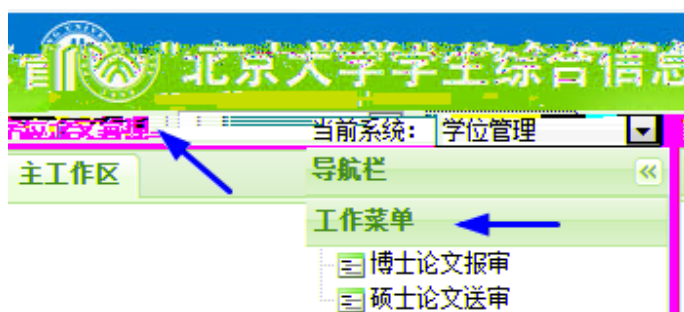 北京大学学生综合信息
当前系统: 学位管理
主工作区
导航栏
工作菜单
博士论文报审
硕士论文送审